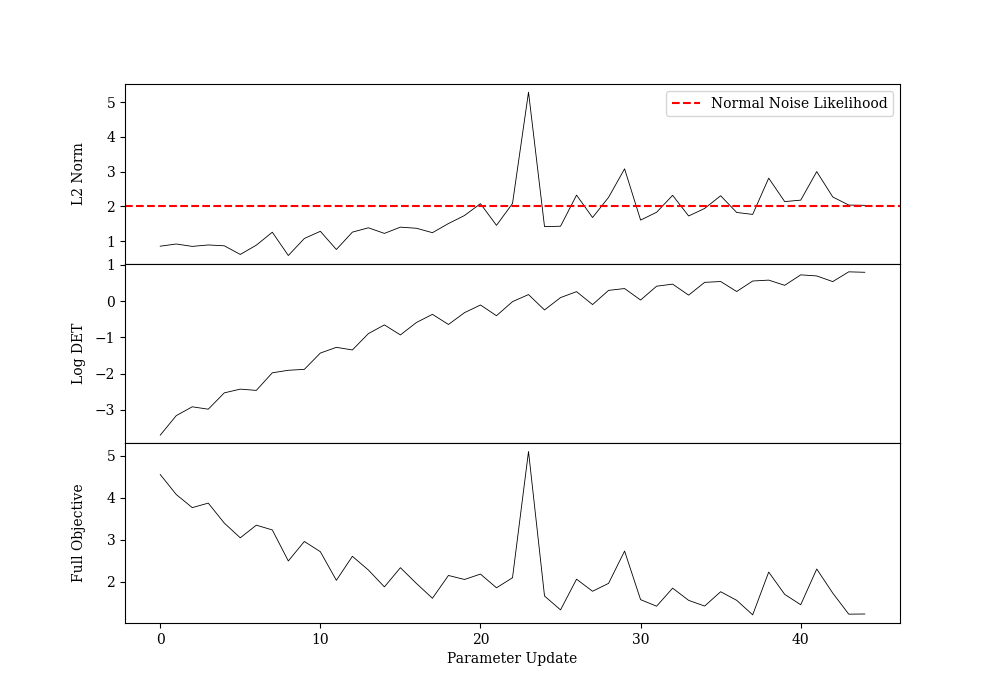 Normal Noise Likelihood
L2 Norm
5
4
3
2
1
Log DET
1
0
−1
−2
−3
Full Objective
5
4
3
2
0 10 20 30 40
Parameter Update